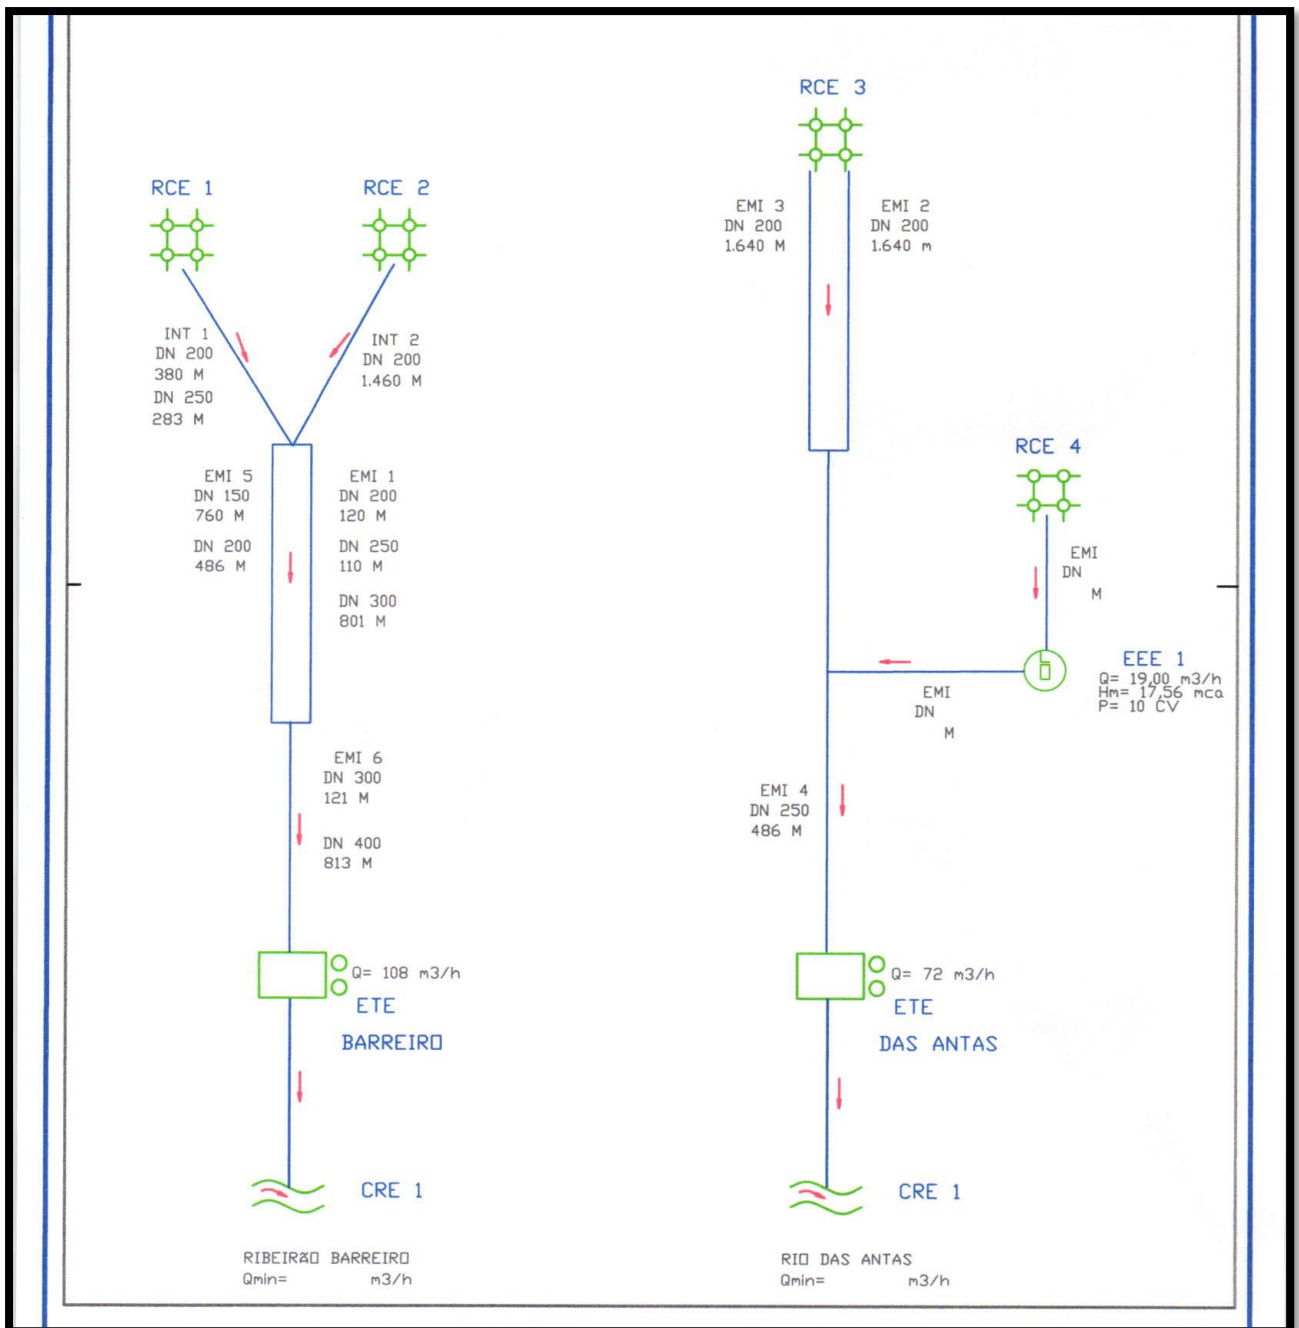 RCE 1
RCE 2
INT 1
DN 200
380 M
DN 250
283 M
INT 2
DN 200
1.460 M
EMI 5
DN 150
760 M
DN 200
486 M
EMI 1
DN 200
120 M
DN 250
110 M
DN 300
801 M
EMI 6
DN 300
121 M
DN 400
813 M
Q= 108 m3/h
ETE
BARREIRO
CRE 1
RIBEIRÃO BARREIRO
Qmin= m3/h
RCE 3
EMI 3
DN 200
1.640 M
EMI 2
DN 200
1.640 m
RCE 4
EMI
DN
M
EEE 1
Q= 19,00 m3/h
Hm= 17,56 mca
P= 10 CV
EMI
DN
M
EMI 4
DN 250
486 M
Q= 72 m3/h
ETE
DAS ANTAS
CRE 1
RIO DAS ANTAS
Qmin= m3/h